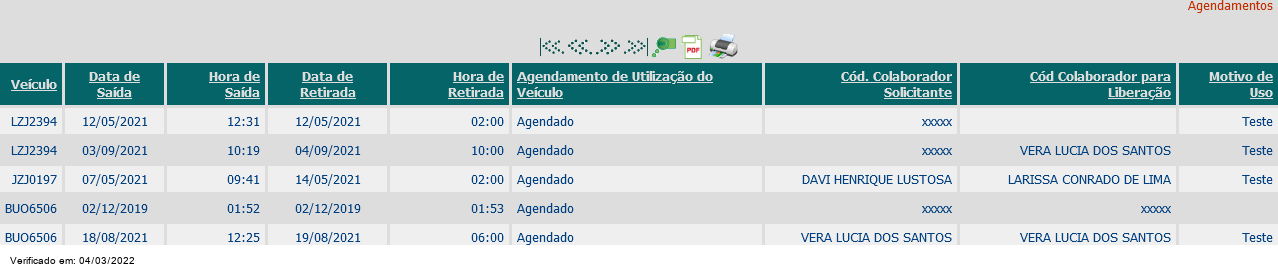 Agendamentos
PDF
Veículo Data de Saída Hora de Saída Data de Retirada Hora de Retirada Agendamento de Utilização do Veículo Cód. Colaborador Solicitante Cód Colaborador para Liberação Motivo de Uso
LZJ2394 12/05/2021 12:31 12/05/2021 02:00 Agendado xxxxx Teste
LZJ2394 03/09/2021 10:19 04/09/2021 10:00 Agendado xxxxx VERA LUCIA DOS SANTOS Teste
JZJ0197 07/05/2021 09:41 14/05/2021 02:00 Agendado DAVI HENRIQUE LUSTOSA LARISSA CONRADO DE LIMA Teste
BUO6506 02/12/2019 01:52 02/12/2019 01:53 Agendado xxxxx xxxxx
BUO6506 18/08/2021 12:25 19/08/2021 06:00 Agendado VERA LUCIA DOS SANTOS VERA LUCIA DOS SANTOS Teste
Verificado em: 04/03/2022